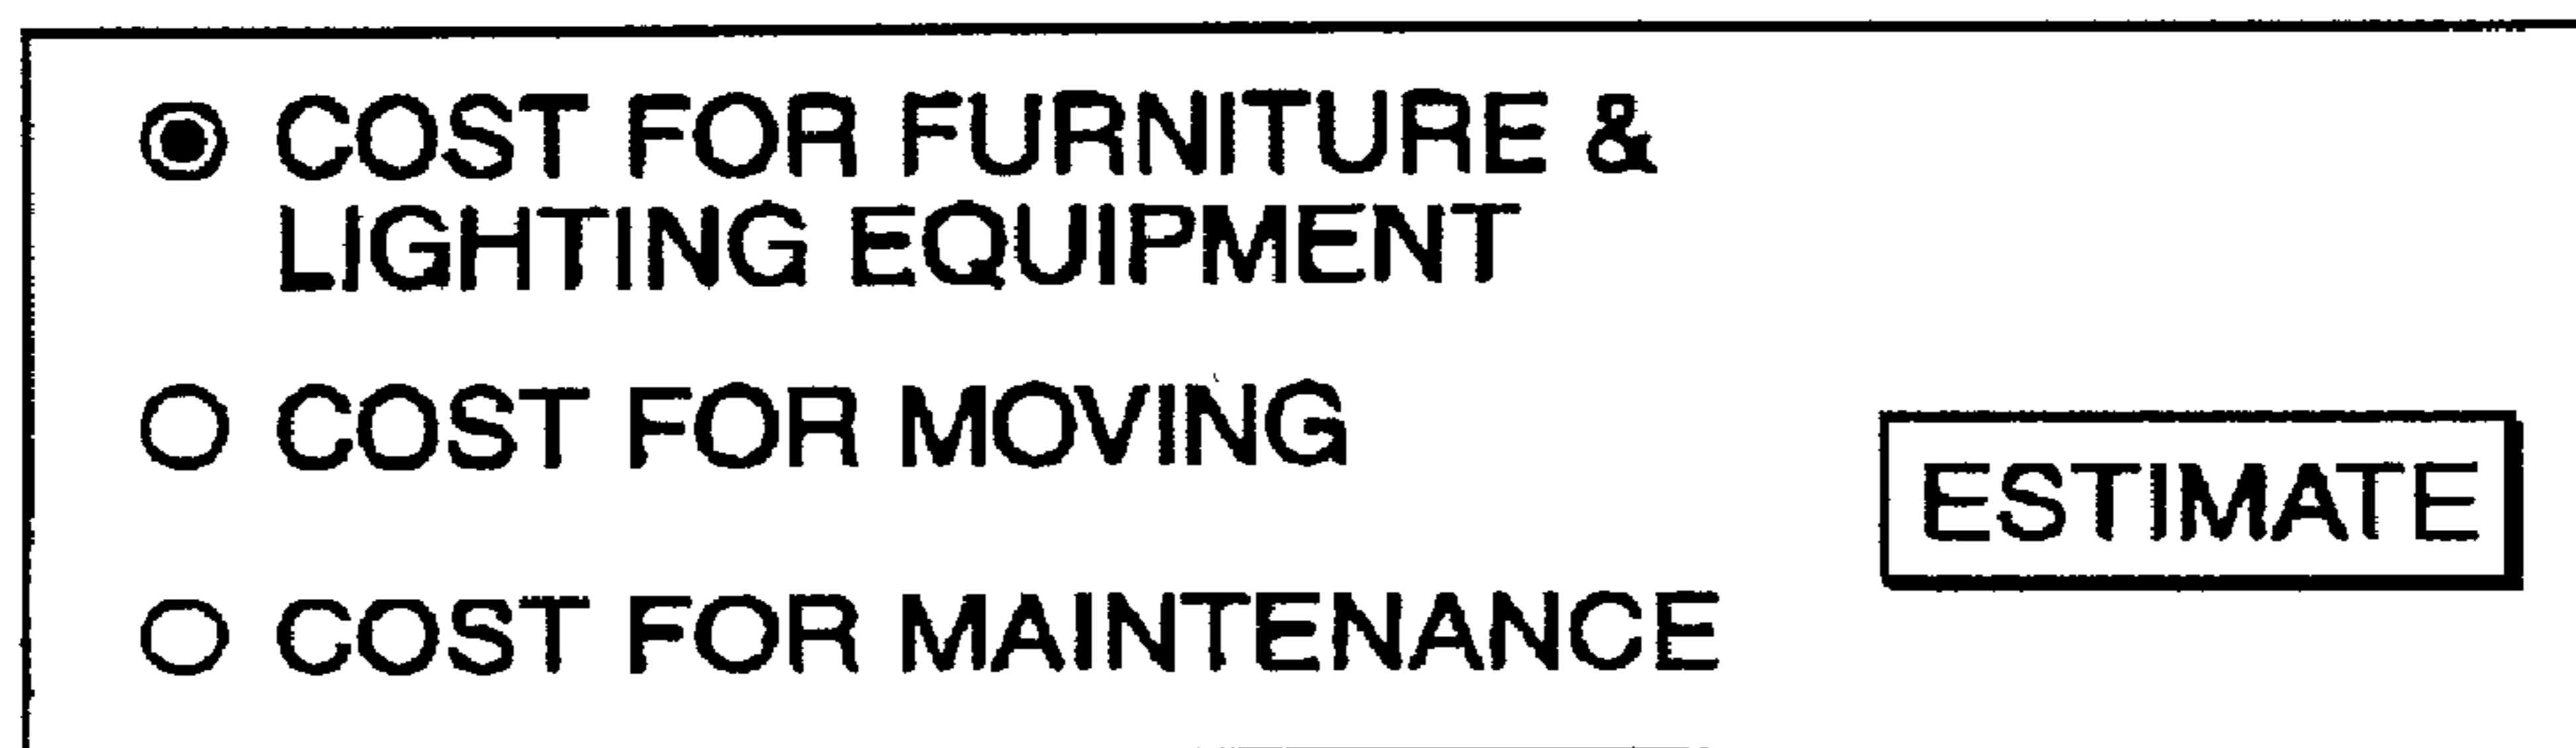 COST FOR FURNITURE &
LIGHTING EQUIPMENT
COST FOR MOVING
ESTIMATE
COST FOR MAINTENANCE